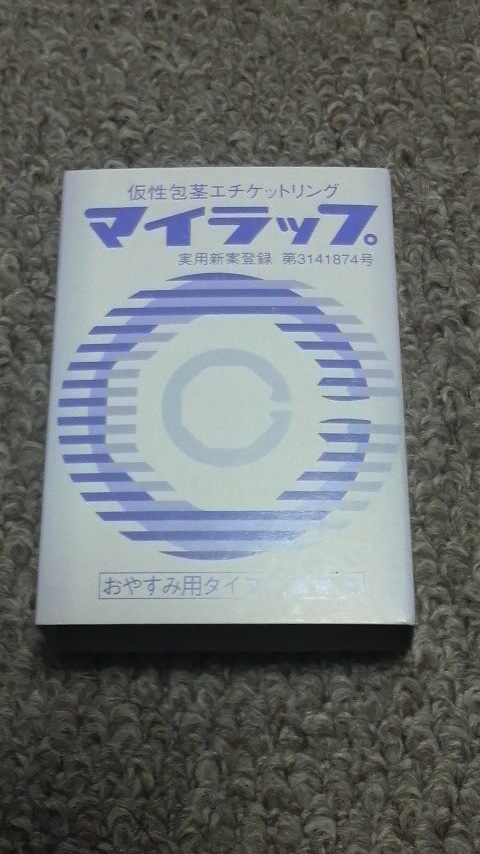 仮性包茎エチケットリング
マイラップ。
実用新案登録 第3141874号
おやすみ用タイプ